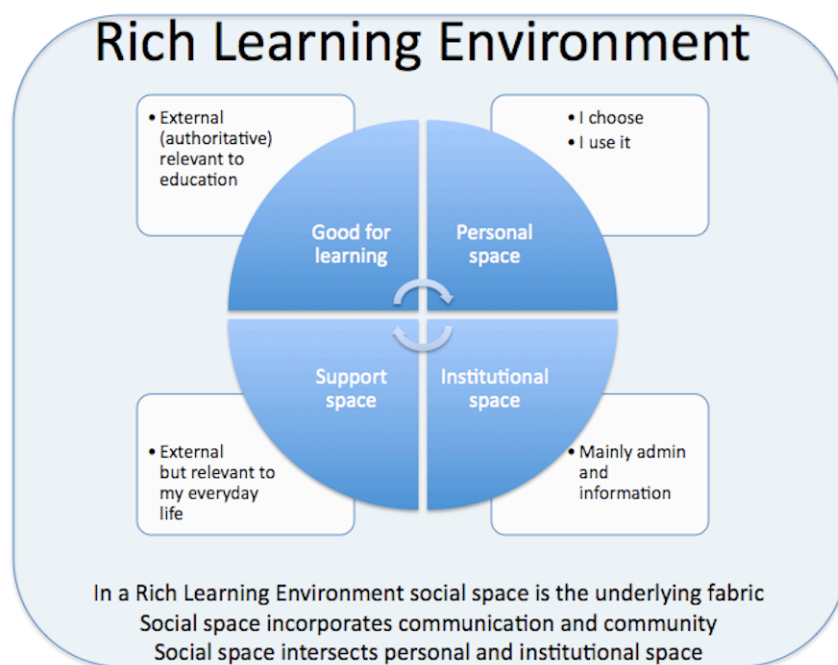 Rich Learning Environment
• External
(authoritative)
relevant to
education
• I choose
• I use it
Good for
learning
Personal
space
Support
space
Institutional
space
• External
but relevant to
my everyday
life
• Mainly admin
and
information
In a Rich Learning Environment social space is the underlying fabric
Social space incorporates communication and community
Social space intersects personal and institutional space